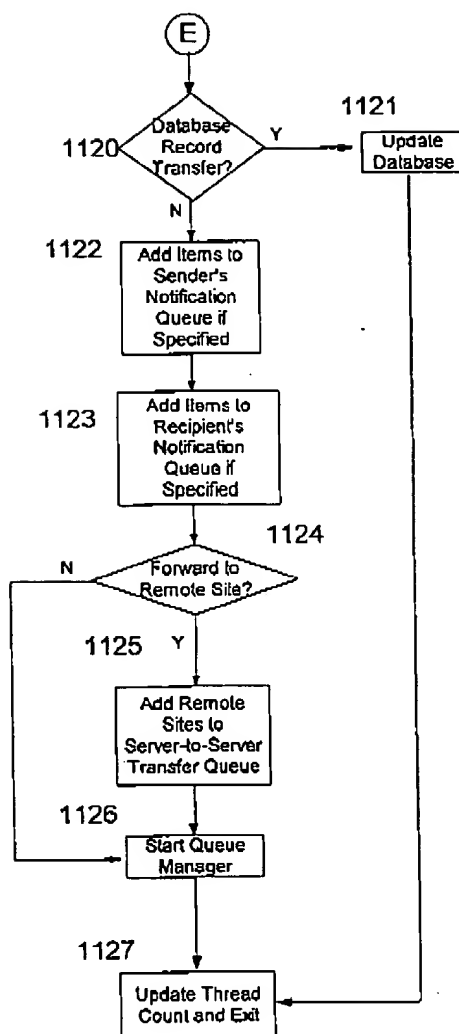 E
1121
Database
Record
Transfer?
1120
Y
Update
Database
N
1122
Add Items to
Sender's
Notification
Queue if
Specified
1123
Add Items to
Recipient's
Notification
Queue if
Specified
1124
N
Forward to
Remote Site?
1125
Y
Add Remote
Sites to
Server-to-Server
Transfer Queue
1126
Start Queue
Manager
1127
Update Thread
Count and Exit